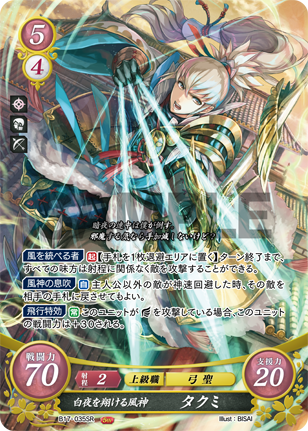 5
4
暗夜の連中は僕が倒す。
邪魔する気なら手加減しないけど?
風を統べる者 起 【手札を1枚退避エリアに置く】ターン終了まで、
すべての味方は射程に関係なく敵を攻撃することができる。
風神の息吹 自 主人公以外の敵が神速回避した時、その敵を
相手の手札に戻させてもよい。
飛行特効 常 このユニットが を攻撃している場合、このユニット
の戦闘力は+30される。
戦闘力
70
射程 2 上級職 弓聖
支援力
20
白夜を翔ける風神 タクミ
B17-035SR
Illust:BISAI